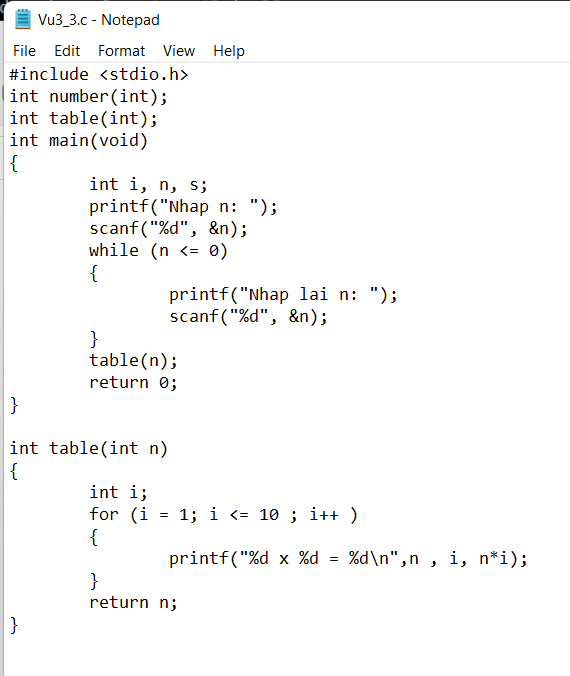 Vu3_3.c - Notepad
File Edit Format View Help
#include <stdio.h>
int number(int);
int table(int);
int main(void)
{
        int i, n, s;
        printf("Nhap n: ");
        scanf("%d", &n);
        while (n <= 0)
        {
                printf("Nhap lai n: ");
                scanf("%d", &n);
        }
        table(n);
        return 0;
}

int table(int n)
{
        int i;
        for (i = 1; i <= 10 ; i++ )
        {
                printf("%d x %d = %d\n",n , i, n*i);
        }
        return n;
}